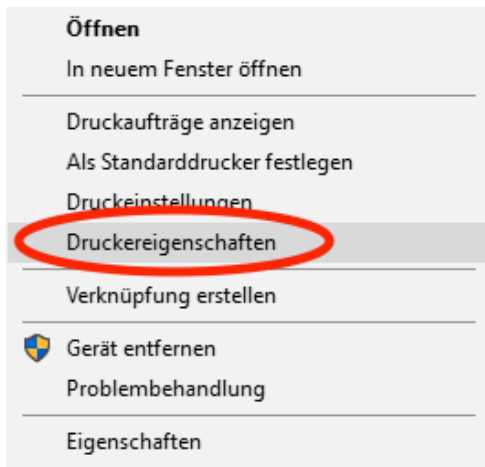 Öffnen
In neuem Fenster öffnen
Druckaufträge anzeigen
Als Standarddrucker festlegen
Druckeinstellungen
Druckereigenschaften
Verknüpfung erstellen
Gerät entfernen
Problembehandlung
Eigenschaften